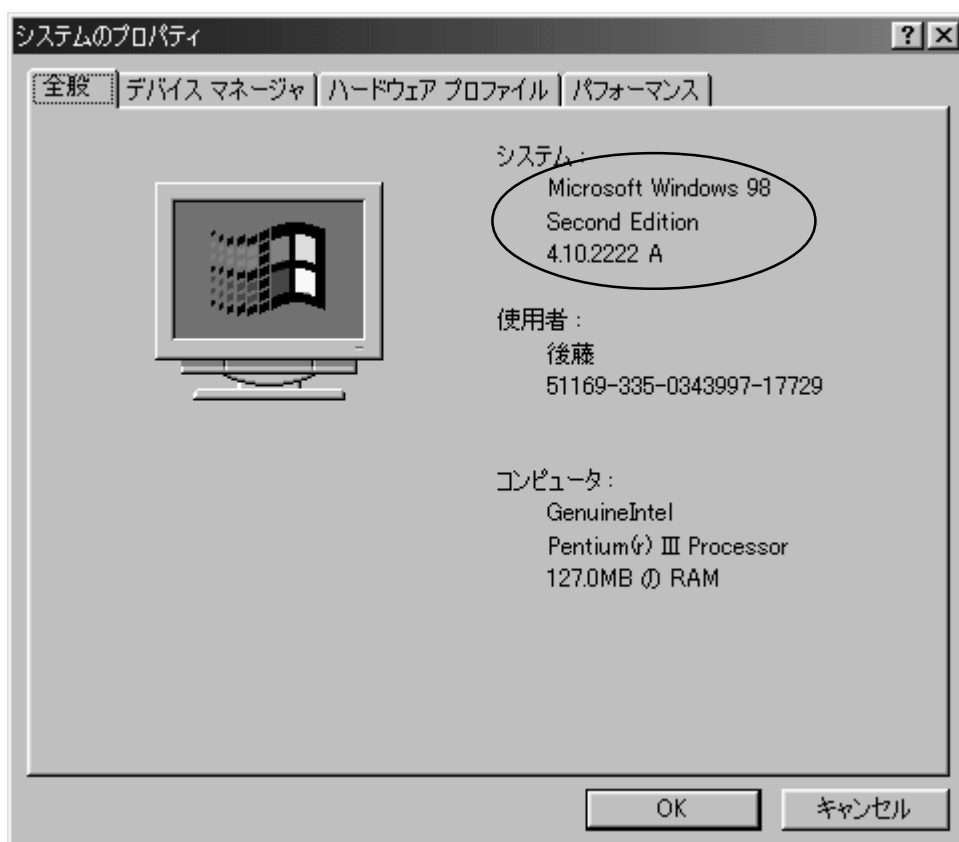 システムのプロパティ
全般 デバイス マネージャ ハードウェア プロファイル パフォーマンス
システム :
Microsoft Windows 98
Second Edition
4.10.2222 A
使用者 :
後藤
51169-335-0343997-17729
コンピュータ :
GenuineIntel
Pentium(r) III Processor
127.0MB の RAM
OK キャンセル